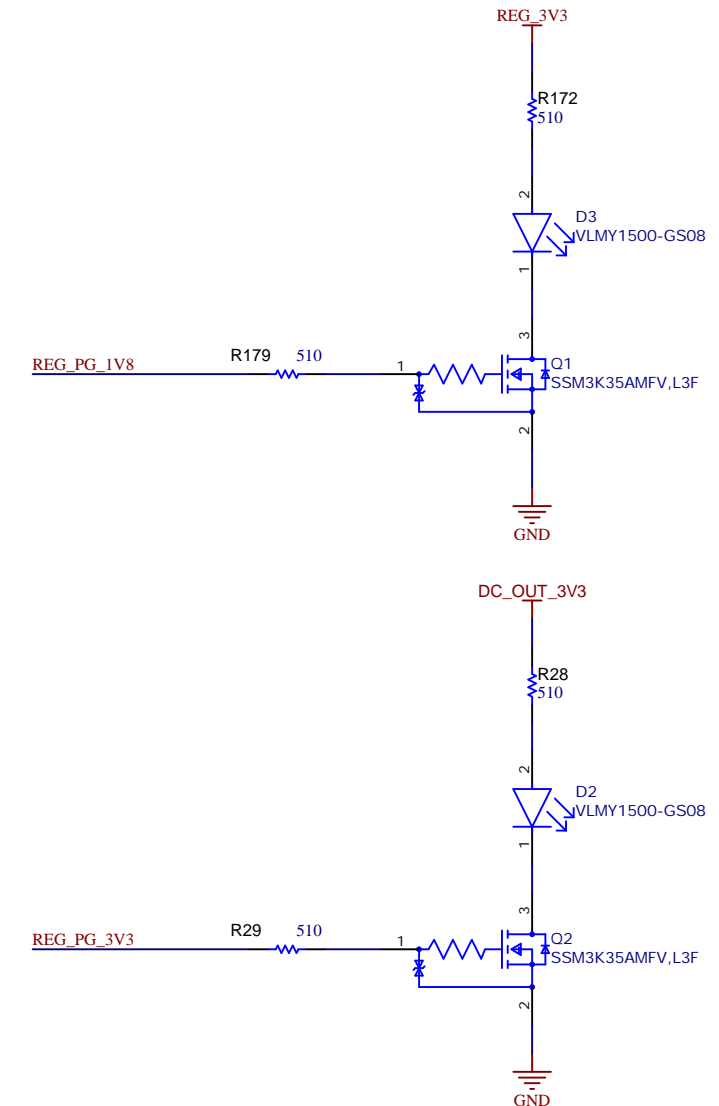 REG_3V3
R172
510
2
D3
VLMY1500-GS08
1
3
REG_PG_1V8
R179 510
1
Q1
SSM3K35AMFV,L3F
2
GND
DC_OUT_3V3
R28
510
2
D2
VLMY1500-GS08
1
3
REG_PG_3V3
R29 510
1
Q2
SSM3K35AMFV,L3F
2
GND